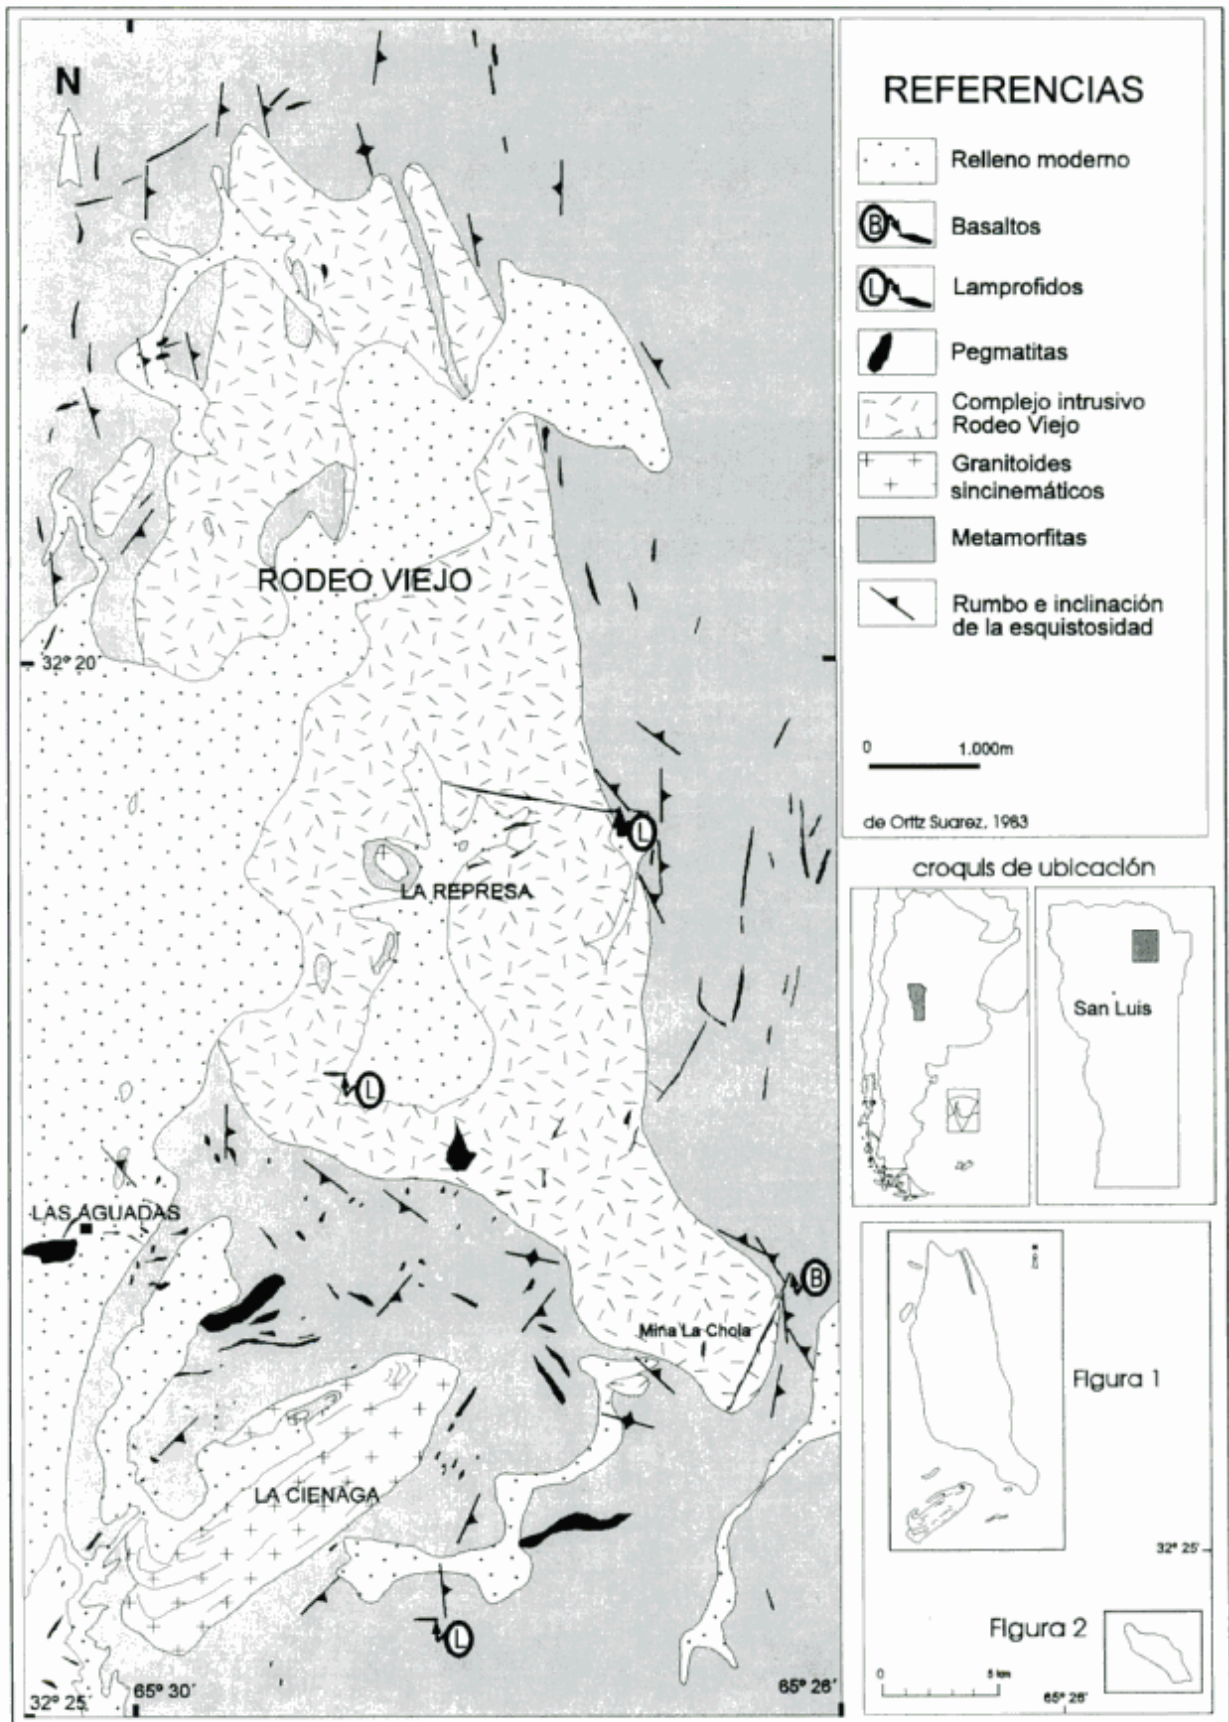 N
RODEO VIEJO
32° 20´
L
LA REPRESA
L
LAS AGUADAS
B
Mina La Chola
LA CIENAGA
L
32° 25´
65° 30´
65° 26´
REFERENCIAS
Relleno moderno
B
Basaltos
L
Lamprofidos
Pegmatitas
Complejo intrusivo
Rodeo Viejo
Granitoides
sincinemáticos
Metamorfitas
Rumbo e inclinación
de la esquistosidad
0 1.000m
de Ortiz Suarez, 1983
croquis de ubicación
San Luis
Figura 1
32° 25´
Figura 2
0 5 km
65° 26´